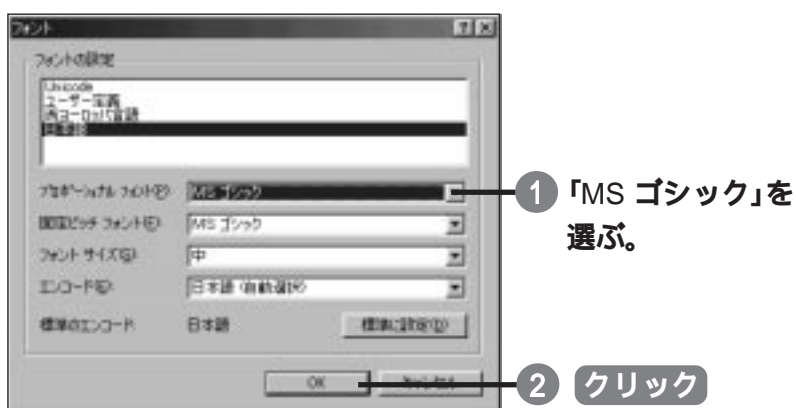 フォント
フォントの設定
Unicode
ユーザー定義
西ヨーロッパ言語
日本語
プロポーショナル フォント(P) MS ゴシック
固定ピッチ フォント(F) MS ゴシック
フォント サイズ(S) 中
エンコード(E) 日本語 (自動選択)
標準のエンコード 日本語 標準に設定(D)
OK キャンセル
1 「MS ゴシック」を
選ぶ。
2 クリック